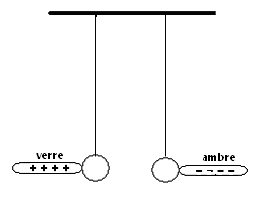 verre
ambre
+ + + +
- - - -